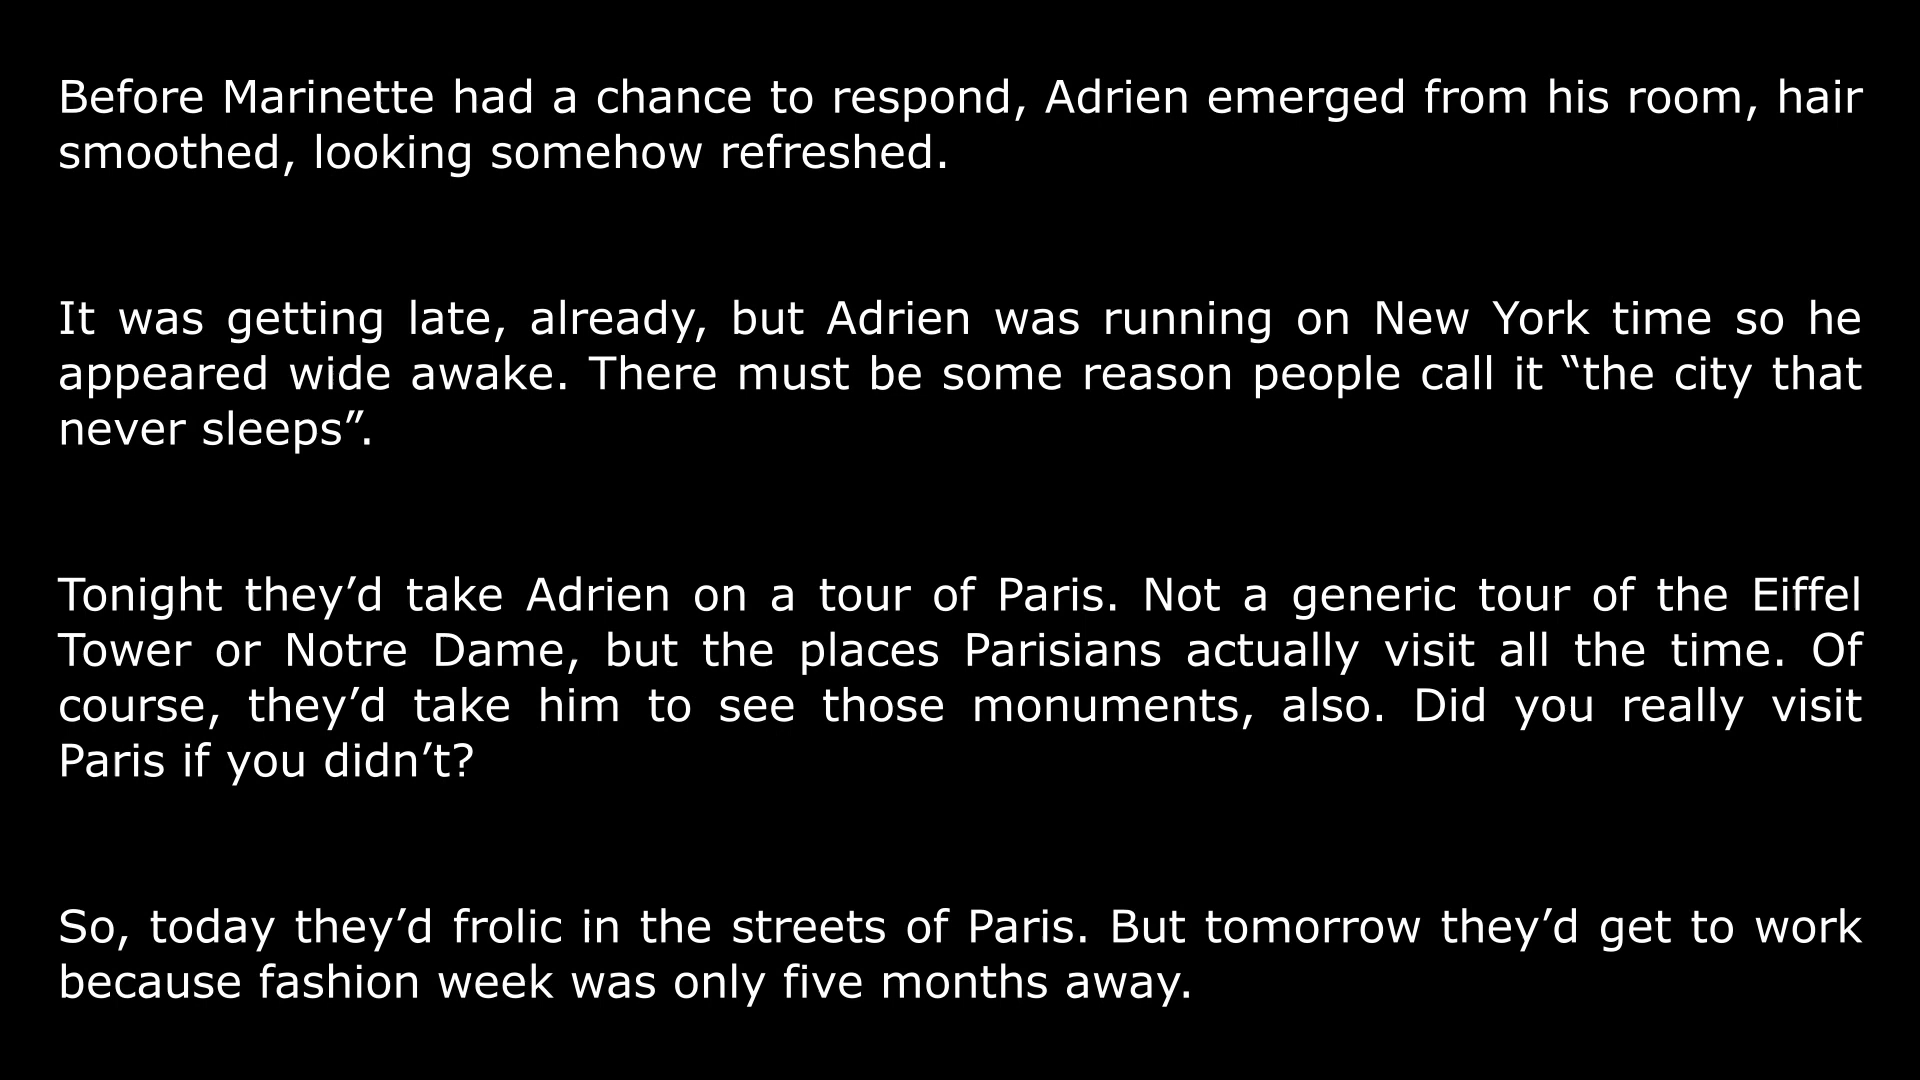 Before Marinette had a chance to respond, Adrien emerged from his room, hair
smoothed, looking somehow refreshed.
It was getting late, already, but Adrien was running on New York time so he
appeared wide awake. There must be some reason people call it “the city that
never sleeps”.
Tonight they’d take Adrien on a tour of Paris. Not a generic tour of the Eiffel
Tower or Notre Dame, but the places Parisians actually visit all the time. Of
course, they’d take him to see those monuments, also. Did you really visit
Paris if you didn’t?
So, today they’d frolic in the streets of Paris. But tomorrow they’d get to work
because fashion week was only five months away.